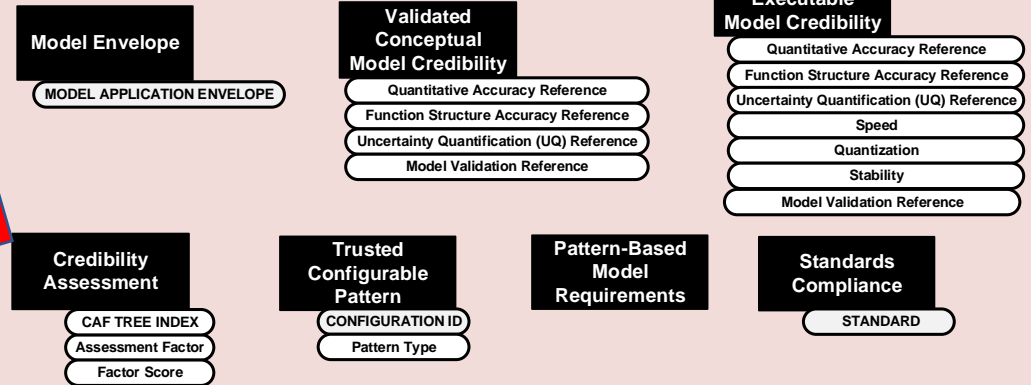 Model Envelope
MODEL APPLICATION ENVELOPE
Validated
Conceptual
Model Credibility
Quantitative Accuracy Reference
Function Structure Accuracy Reference
Uncertainty Quantification (UQ) Reference
Model Validation Reference
Executable
Model Credibility
Quantitative Accuracy Reference
Function Structure Accuracy Reference
Uncertainty Quantification (UQ) Reference
Speed
Quantization
Stability
Model Validation Reference
Credibility
Assessment
CAF TREE INDEX
Assessment Factor
Factor Score
Trusted
Configurable
Pattern
CONFIGURATION ID
Pattern Type
Pattern-Based
Model
Requirements
Standards
Compliance
STANDARD